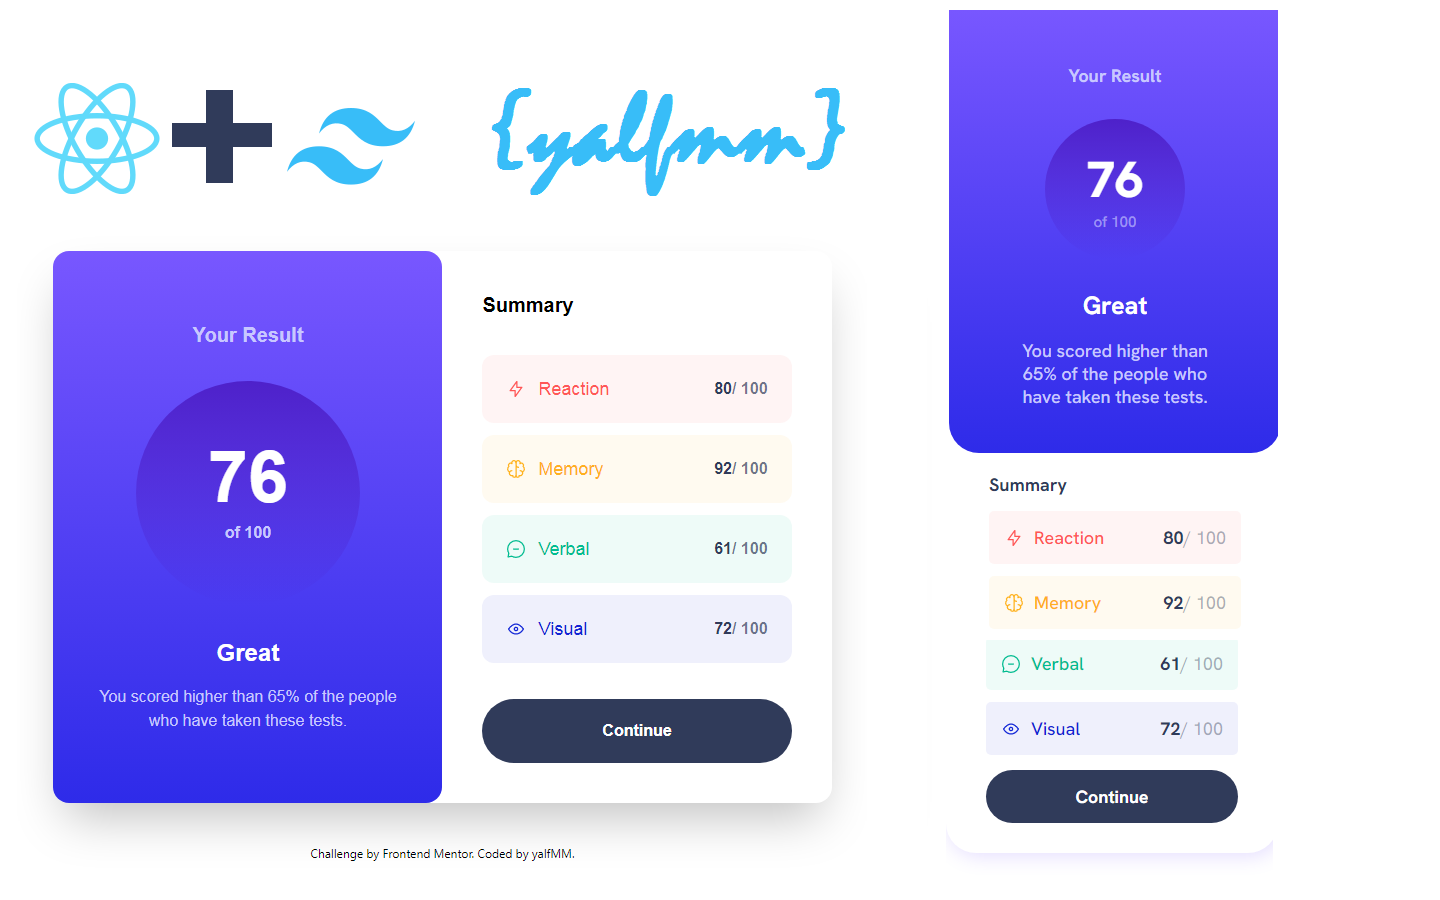 {yalfmm}
Your Result
76
of 100
Great
You scored higher than 65% of the people
who have taken these tests.
Summary
Reaction 80/ 100
Memory 92/ 100
Verbal 61/ 100
Visual 72/ 100
Continue
Challenge by Frontend Mentor. Coded by yalfMM.
Your Result
76
of 100
Great
You scored higher than
65% of the people who
have taken these tests.
Summary
Reaction 80/ 100
Memory 92/ 100
Verbal 61/ 100
Visual 72/ 100
Continue